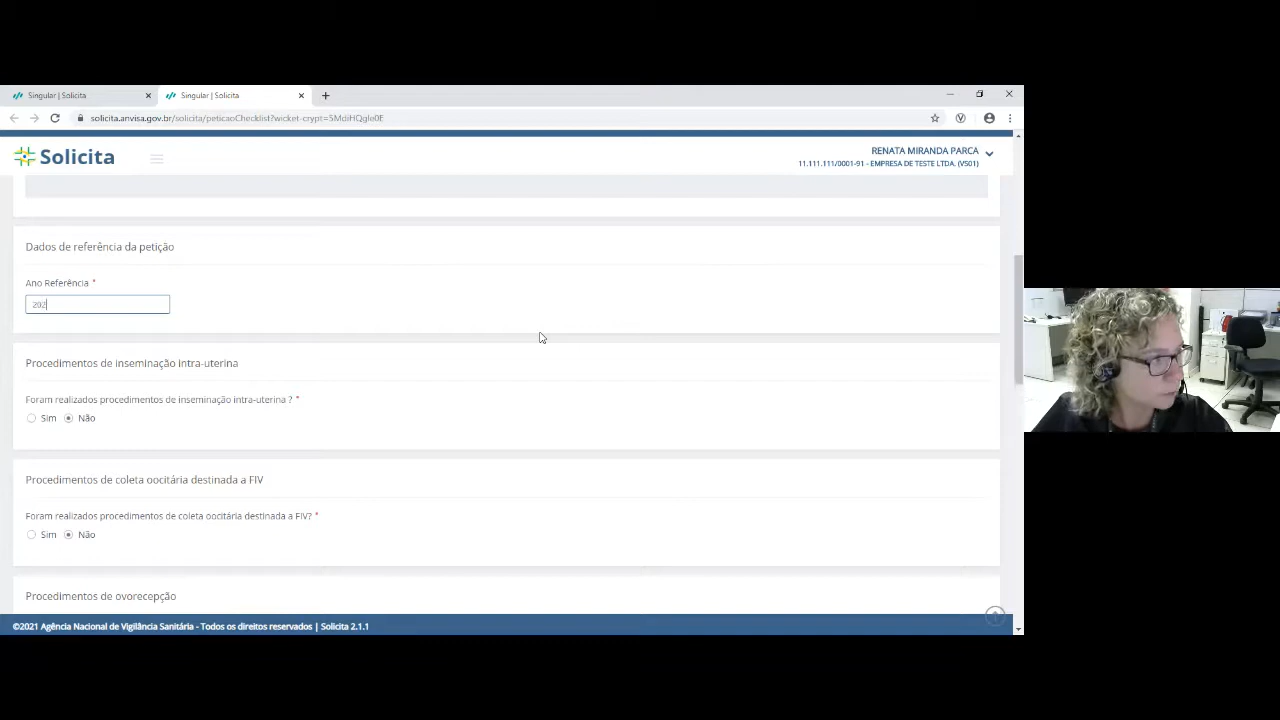 Singular | Solicita
Singular | Solicita
solicita.anvisa.gov.br/solicita/peticaoChecklist?wicket-crypt=5MdiHQgle0E
Solicita
RENATA MIRANDA PARCA
11.111.111/0001-91 - EMPRESA DE TESTE LTDA. (VS01)
Dados de referência da petição
Ano Referência *
202
Procedimentos de inseminação intra-uterina
Foram realizados procedimentos de inseminação intra-uterina ? *
Sim Não
Procedimentos de coleta oocitária destinada a FIV
Foram realizados procedimentos de coleta oocitária destinada a FIV? *
Sim Não
Procedimentos de ovorecepção
©2021 Agência Nacional de Vigilância Sanitária - Todos os direitos reservados | Solicita 2.1.1